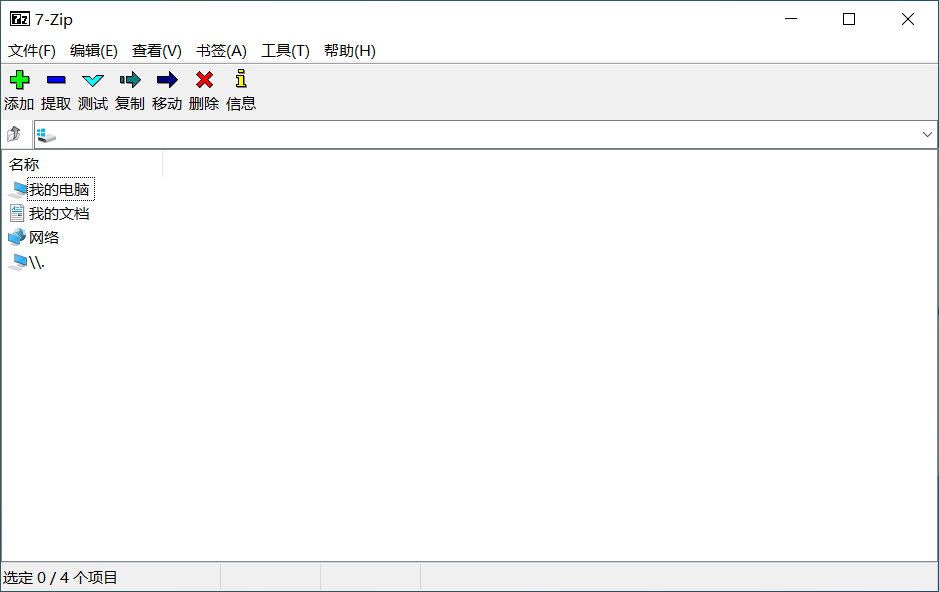 7-Zip
文件(F) 编辑(E) 查看(V) 书签(A) 工具(T) 帮助(H)
添加 提取 测试 复制 移动 删除 信息
名称
我的电脑
我的文档
网络
\\.
选定 0 / 4 个项目